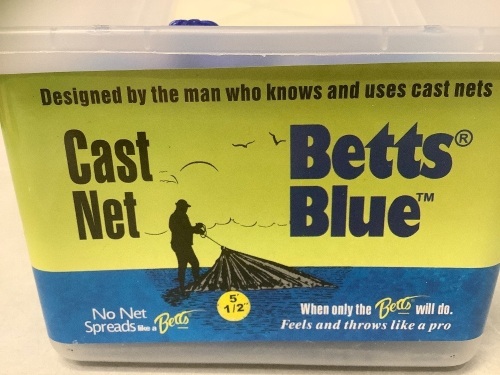 Designed by the man who knows and uses cast nets
Cast
Net
Betts®
Blue™
5'
1/2"
No Net
Spreads like a Betts
When only the Betts will do.
Feels and throws like a pro